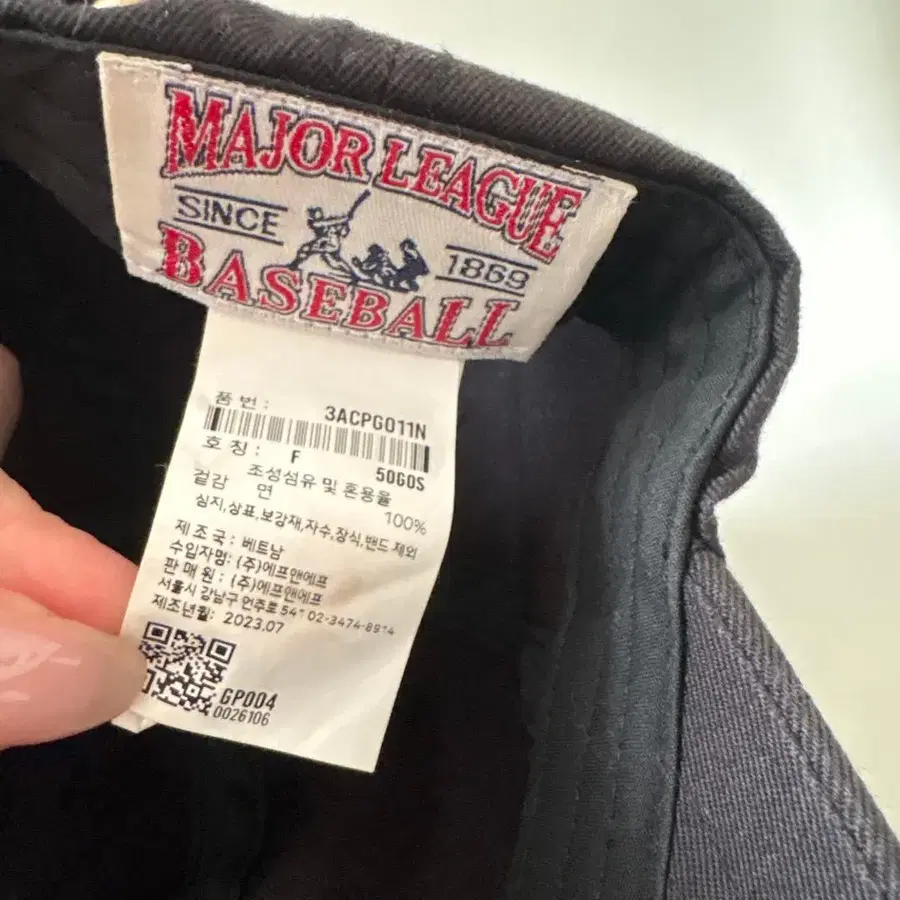 MAJOR LEAGUE
SINCE 1869
BASEBALL
품 번 : 3ACPG011N
호 칭 : F 50GOS
조성섬유 및 혼용율
겉감 면 100%
심지,상표,보강재,자수,장식,밴드 제외
제 조 국 : 베트남
수입자명: (주)에프앤에프
판 매 원 : (주)에프앤에프
서울시 강남구 언주로 541 02-3474-8914
제조년월: 2023.07
GP004
0026106